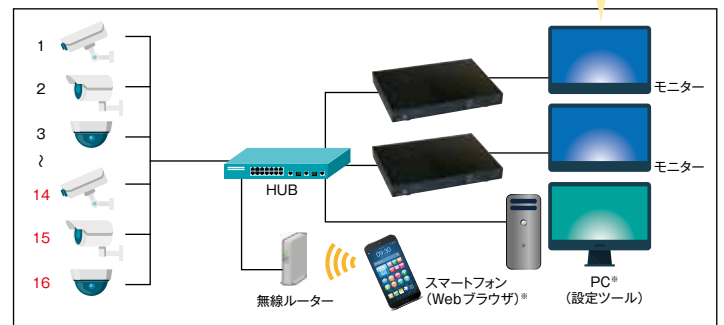 1
2
3
~
14
15
16
HUB
モニター
モニター
無線ルーター
09:30
スマートフォン
(Webブラウザ)※
PC※
(設定ツール)